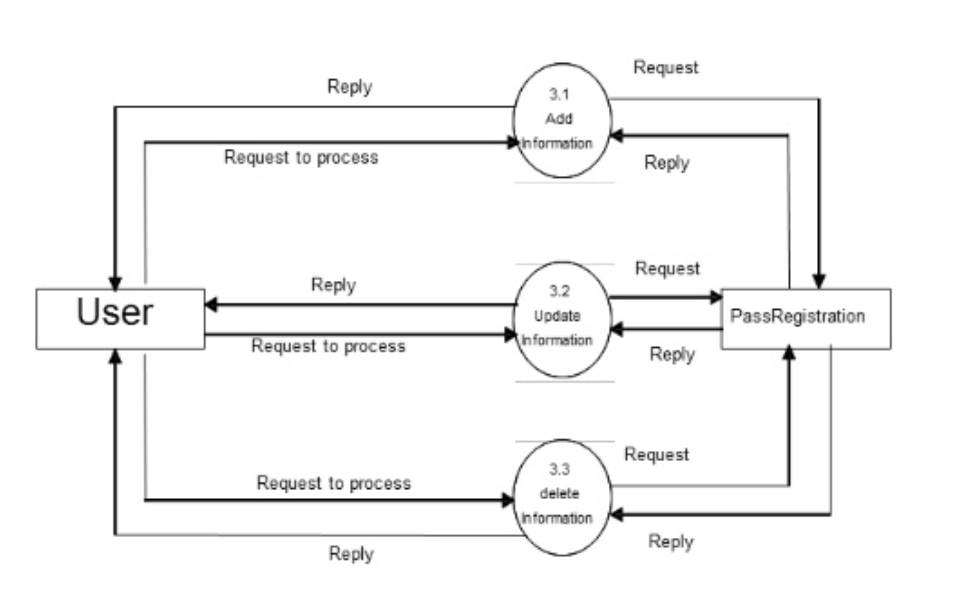 Request
Reply
3.1
Add
Information
Request to process
Reply
Reply
Request
3.2
User
Update
PassRegistration
Information
Request to process
Reply
Request
3.3
Request to process
delete
Information
Reply
Reply